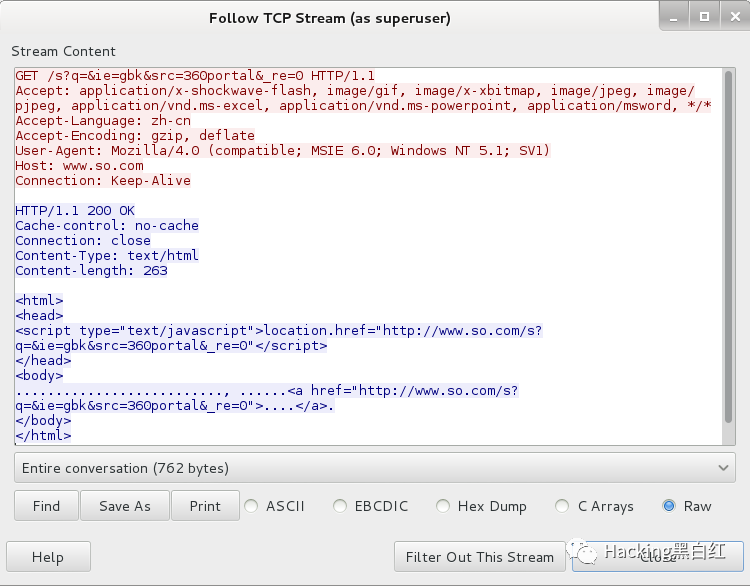 Follow TCP Stream (as superuser)
Stream Content
GET /s?q=&ie=gbk&src=360portal&_re=0 HTTP/1.1
Accept: application/x-shockwave-flash, image/gif, image/x-xbitmap, image/jpeg, image/
pjpeg, application/vnd.ms-excel, application/vnd.ms-powerpoint, application/msword, */*
Accept-Language: zh-cn
Accept-Encoding: gzip, deflate
User-Agent: Mozilla/4.0 (compatible; MSIE 6.0; Windows NT 5.1; SV1)
Host: www.so.com
Connection: Keep-Alive
HTTP/1.1 200 OK
Cache-control: no-cache
Connection: close
Content-Type: text/html
Content-length: 263
<html>
<head>
<script type="text/javascript">location.href="http://www.so.com/s?
q=&ie=gbk&src=360portal&_re=0"</script>
</head>
<body>
.........................., ......<a href="http://www.so.com/s?
q=&ie=gbk&src=360portal&_re=0">....</a>.
</body>
</html>
Entire conversation (762 bytes)
Find Save As Print ASCII EBCDIC Hex Dump C Arrays Raw
Help Filter Out This Stream Close
Hacking黑白红